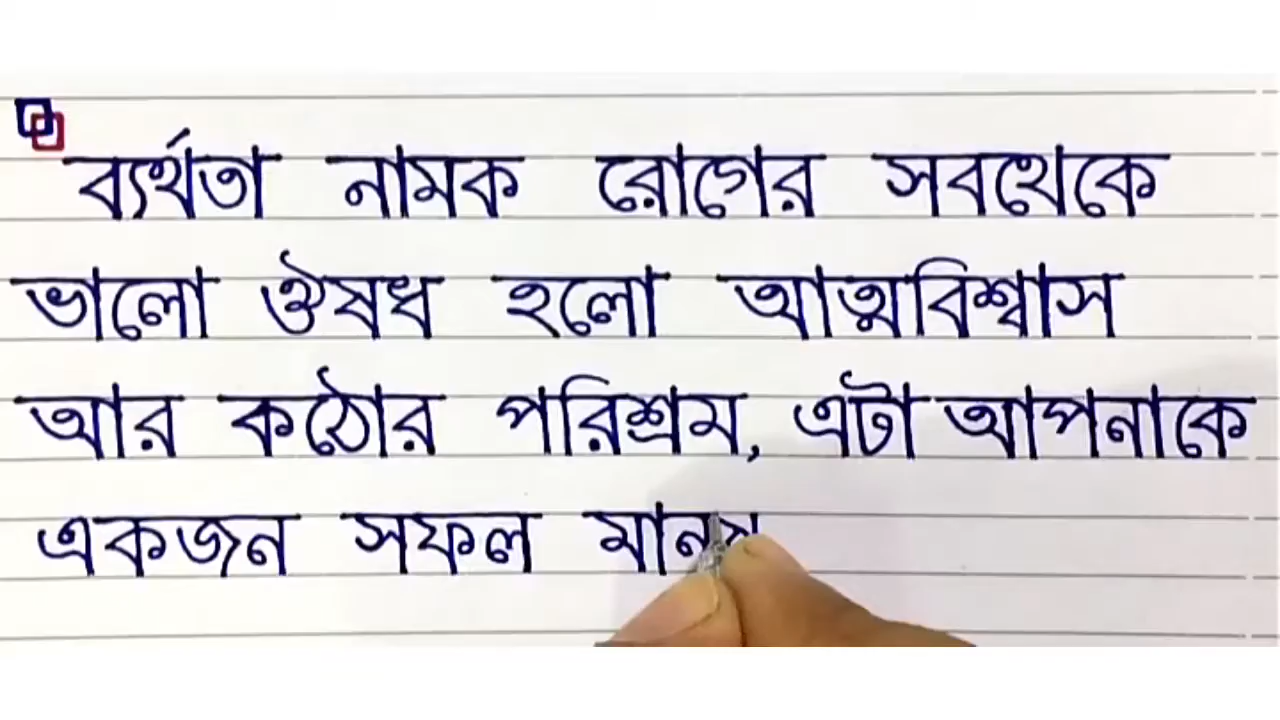 ব্যর্থতা নামক রোগের সবথেকে
ভালো ঔষধ হলো আত্মবিশ্বাস
আর কঠোর পরিশ্রম, এটা আপনাকে
একজন সফল